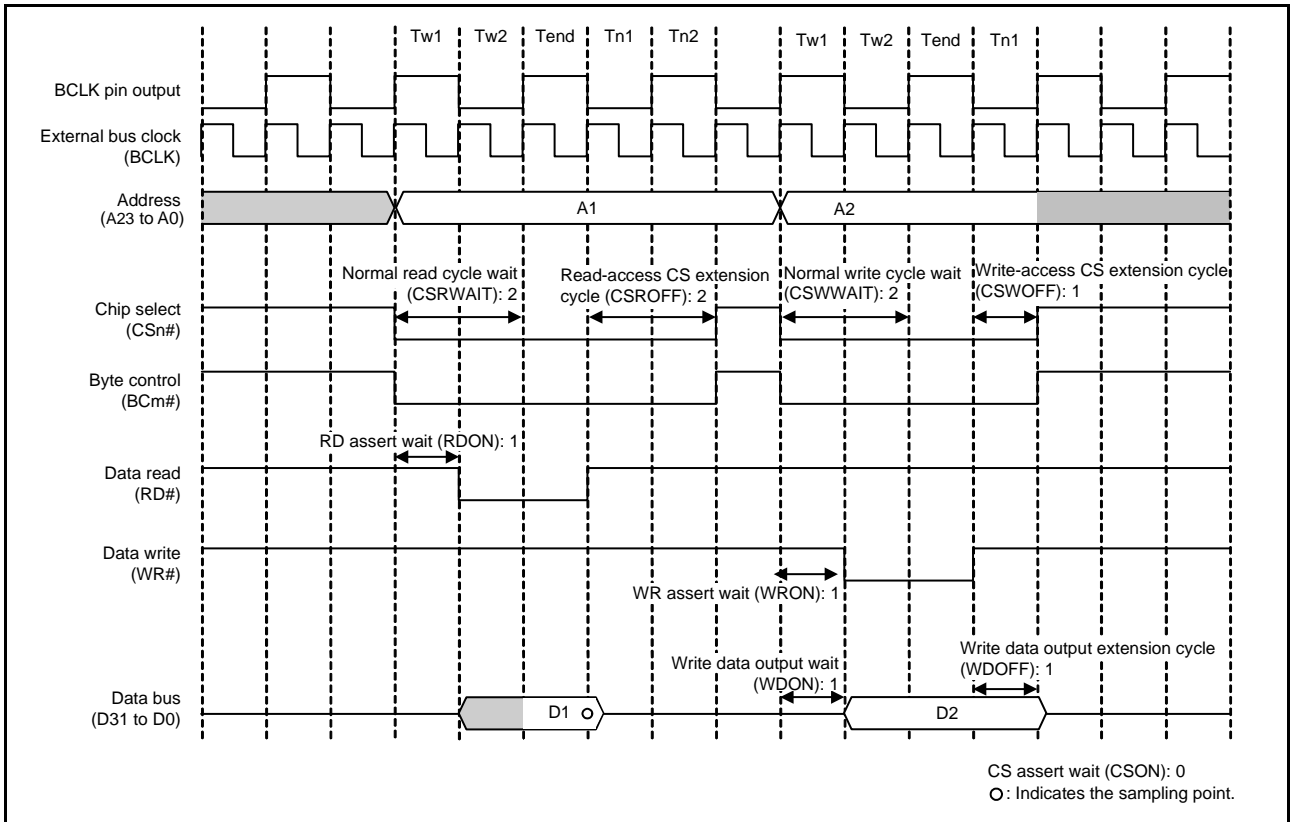 Tw1 Tw2 Tend Tn1 Tn2 Tw1 Tw2 Tend Tn1
BCLK pin output
External bus clock
(BCLK)
Address
(A23 to A0)
A1
A2
Normal read cycle wait
(CSRWAIT): 2
Read-access CS extension
cycle (CSROFF): 2
Normal write cycle wait
(CSWWAIT): 2
Write-access CS extension cycle
(CSWOFF): 1
Chip select
(CSn#)
Byte control
(BCm#)
RD assert wait (RDON): 1
Data read
(RD#)
Data write
(WR#)
WR assert wait (WRON): 1
Write data output wait
(WDON): 1
Write data output extension cycle
(WDOFF): 1
Data bus
(D31 to D0)
D1
D2
CS assert wait (CSON): 0
: Indicates the sampling point.